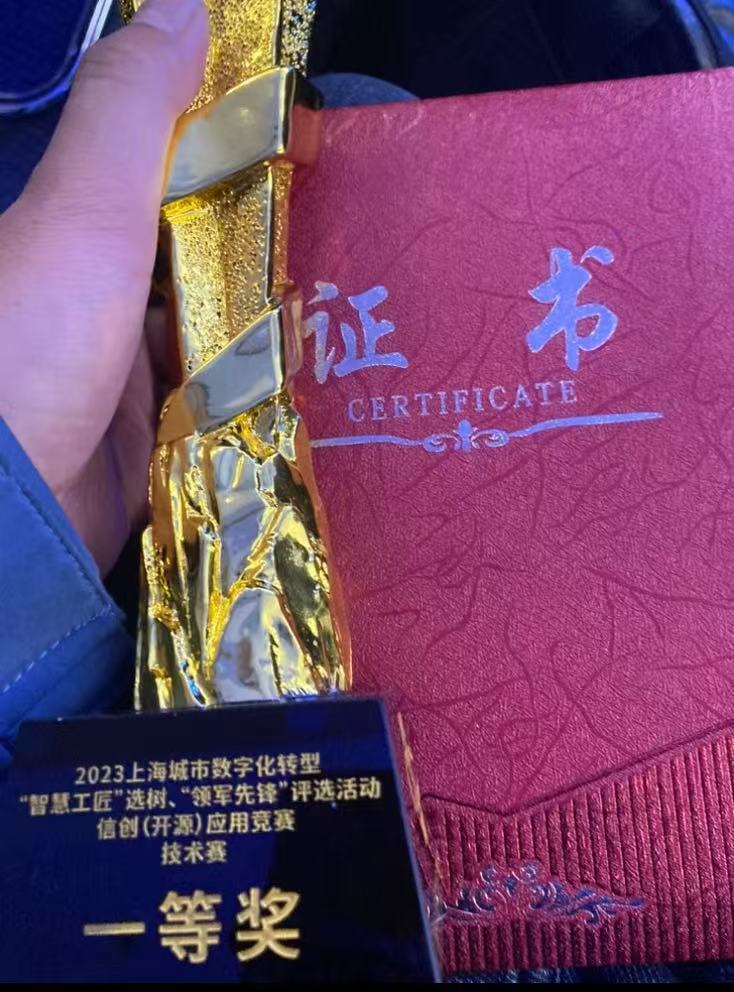 证 书
CERTIFICATE
2023上海城市数字化转型
“智慧工匠”选树、“领军先锋”评选活动
信创(开源)应用竞赛
技术赛
一等奖